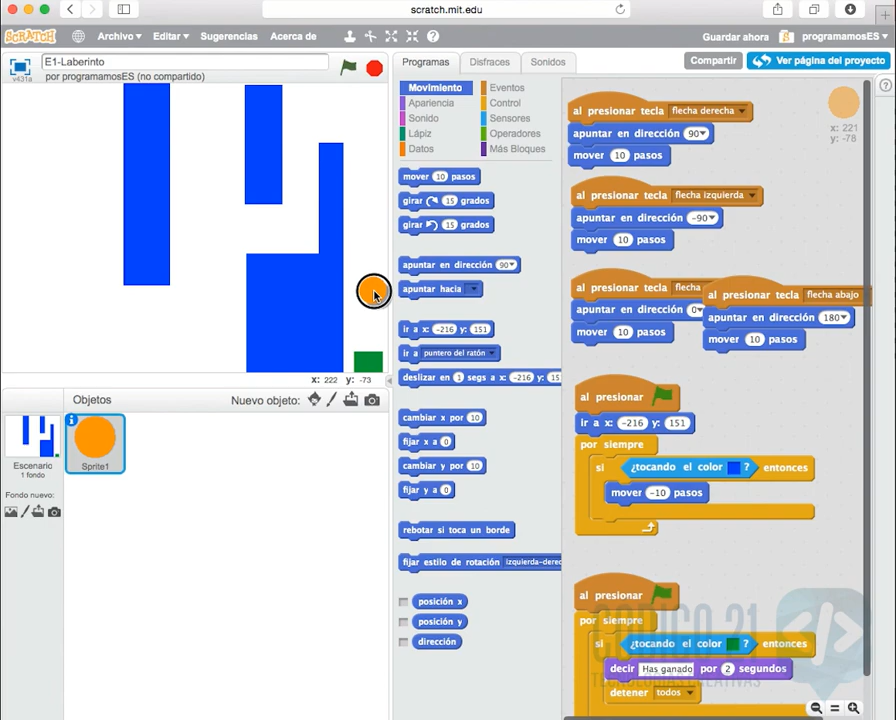 scratch.mit.edu
SCRATCH Archivo Editar Sugerencias Acerca de Guardar ahora programamosES
E1-Laberinto
por programamosES (no compartido)
v431a
Programas Disfraces Sonidos
Compartir Ver página del proyecto
Movimiento Eventos
Apariencia Control
Sonido Sensores
Lápiz Operadores
Datos Más Bloques
mover 10 pasos
girar 15 grados
girar 15 grados
apuntar en dirección 90
apuntar hacia
ir a x: -216 y: 151
ir a puntero del ratón
deslizar en 1 segs a x: -216 y: 15
cambiar x por 10
fijar x a 0
cambiar y por 10
fijar y a 0
rebotar si toca un borde
fijar estilo de rotación izquierda-derec
posición x
posición y
dirección
x: 222 y: -73
Objetos Nuevo objeto:
Escenario
1 fondo
Fondo nuevo:
Sprite1
x: 221
y: -78
al presionar tecla flecha derecha
apuntar en dirección 90
mover 10 pasos
al presionar tecla flecha izquierda
apuntar en dirección -90
mover 10 pasos
al presionar tecla flecha
apuntar en dirección 0
mover 10 pasos
al presionar tecla flecha abajo
apuntar en dirección 180
mover 10 pasos
al presionar
ir a x: -216 y: 151
por siempre
si ¿tocando el color ? entonces
mover -10 pasos
al presionar
por siempre
si ¿tocando el color ? entonces
decir Has ganado por 2 segundos
detener todos
CÓDIGO 21
TECNOLOGÍAS CREATIVAS